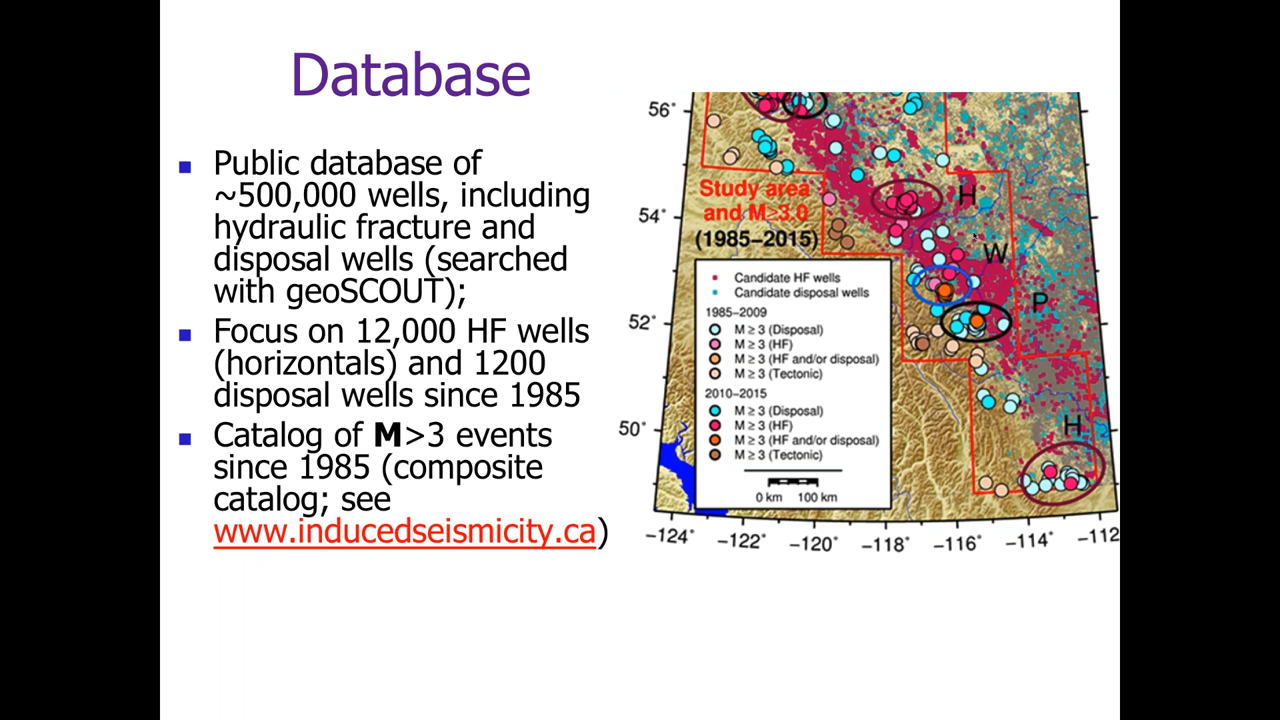 Database
Public database of
~500,000 wells, including
hydraulic fracture and
disposal wells (searched
with geoSCOUT);
Focus on 12,000 HF wells
(horizontals) and 1200
disposal wells since 1985
Catalog of M>3 events
since 1985 (composite
catalog; see
www.inducedseismicity.ca)
56°
54°
52°
50°
Study area
and M≥3.0
(1985−2015)
H
W
P
H
Candidate HF wells
Candidate disposal wells
1985−2009
M ≥ 3 (Disposal)
M ≥ 3 (HF)
M ≥ 3 (HF and/or disposal)
M ≥ 3 (Tectonic)
2010−2015
M ≥ 3 (Disposal)
M ≥ 3 (HF)
M ≥ 3 (HF and/or disposal)
M ≥ 3 (Tectonic)
0 km 100 km
−124° −122° −120° −118° −116° −114° −112